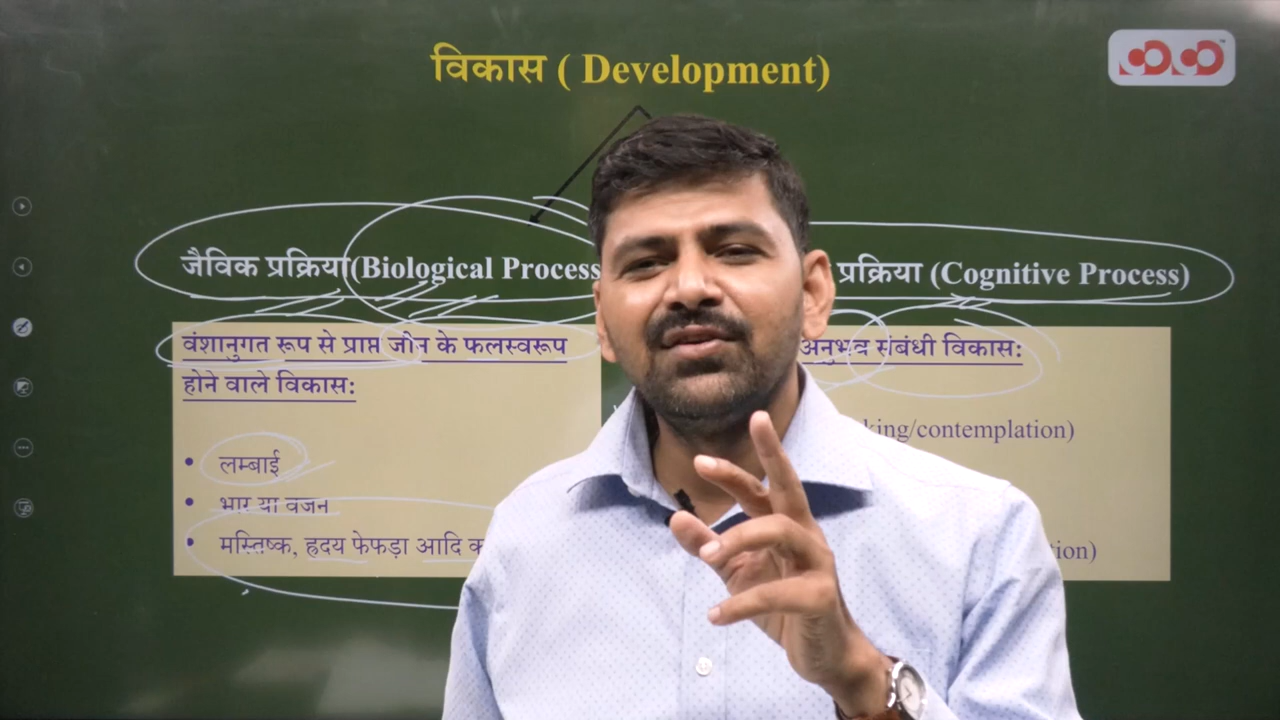 विकास ( Development)
जैविक प्रक्रिया(Biological Process
प्रक्रिया (Cognitive Process)
वंशानुगत रूप से प्राप्त जीन के फलस्वरूप
होने वाले विकास:
• लम्बाई
• भार या वजन
• मस्तिष्क, ह्रदय फेफड़ा आदि
अनुभव संबंधी विकास:
king/contemplation)
tion)